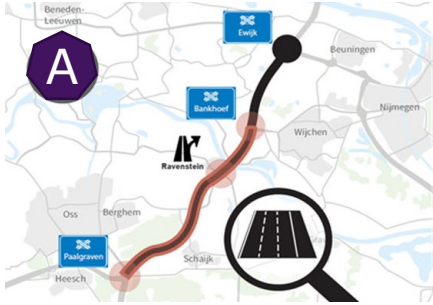 Beneden-
Leeuwen
Ewijk
A
Beuningen
Bankhoef
Nijmegen
Wijchen
Ravenstein
Oss
Berghem
Paalgraven
Schaijk
Heesch